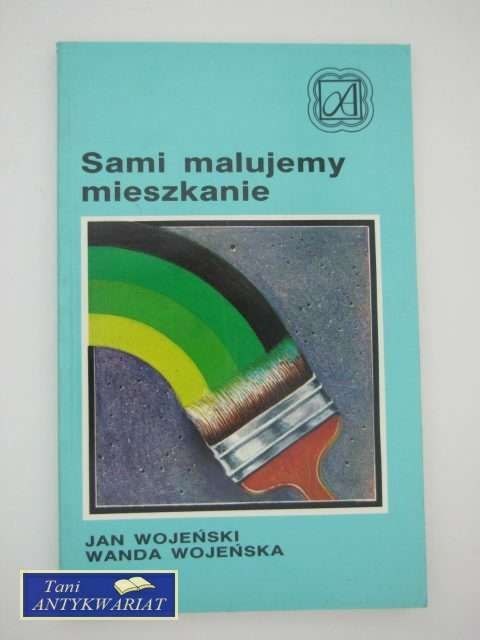 A
Sami malujemy
mieszkanie
JAN WOJEŃSKI
WANDA WOJEŃSKA
Tani
ANTYKWARIAT